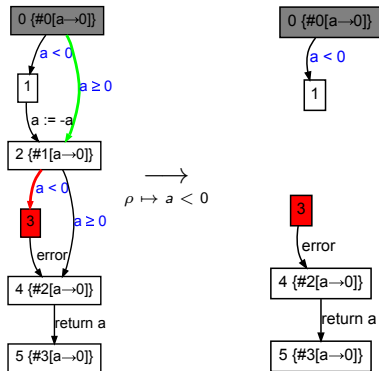 0 {#0[a→0]}
a < 0
a ≥ 0
1
a := -a
2 {#1[a→0]}
a < 0
a ≥ 0
3
error
4 {#2[a→0]}
return a
5 {#3[a→0]}
⟶
ρ ↦ a < 0
0 {#0[a→0]}
a < 0
1
3
error
4 {#2[a→0]}
return a
5 {#3[a→0]}